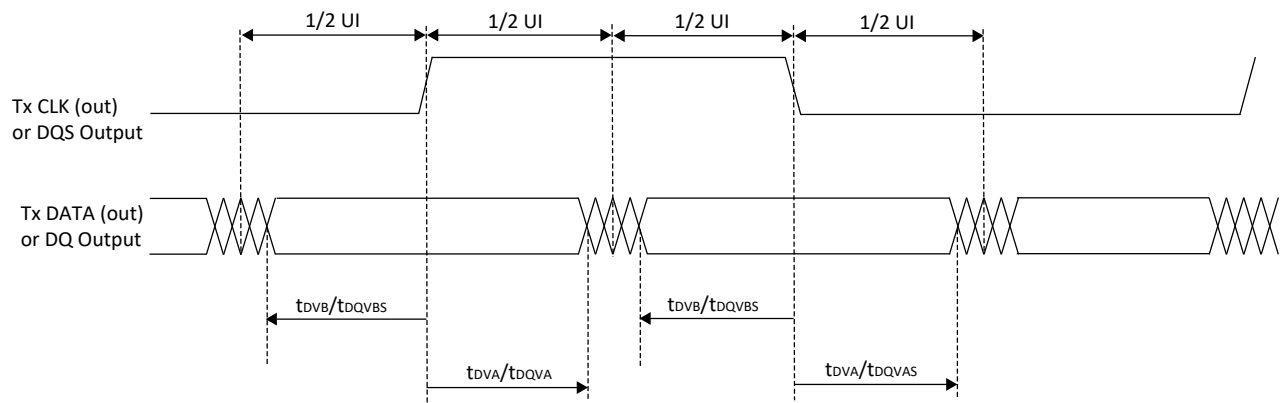 1/2 UI 1/2 UI 1/2 UI 1/2 UI
Tx CLK (out)
or DQS Output
Tx DATA (out)
or DQ Output
tDVB/tDQVBS tDVB/tDQVBS
tDVA/tDQVA tDVA/tDQVAS